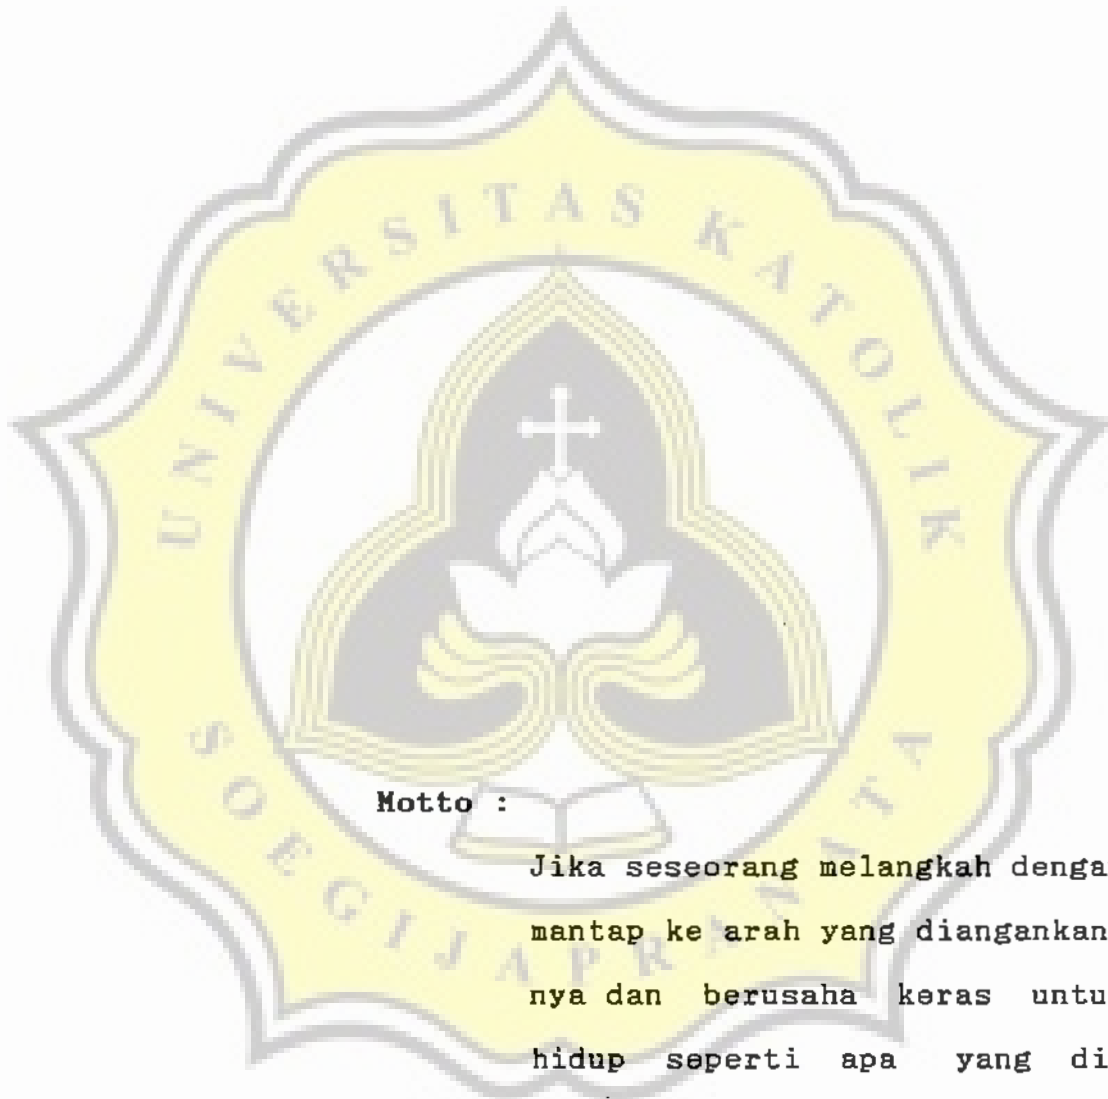 UNIVERSITAS KATOLIK
SOEGIJAPRANATA
Motto :
Jika seseorang melangkah denga
mantap ke arah yang diangankan
nya dan berusaha keras untu
hidup seperti apa yang di